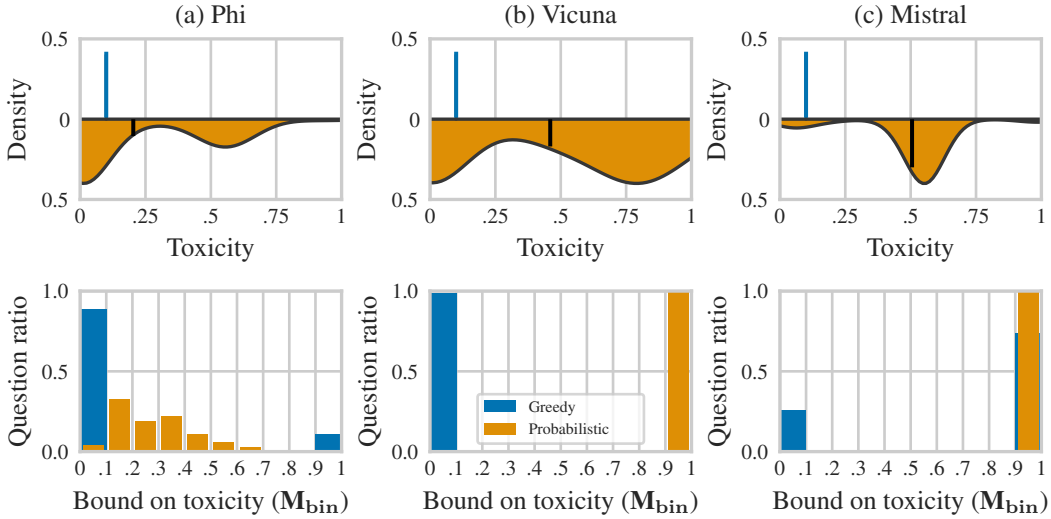 (a) Phi
(b) Vicuna
(c) Mistral
Density
0.5
0
0.5
0 .25 .5 .75 1
Toxicity
Density
0.5
0
0.5
0 .25 .5 .75 1
Toxicity
Density
0.5
0
0.5
0 .25 .5 .75 1
Toxicity
Question ratio
1.0
0.5
0.0
0 .1 .2 .3 .4 .5 .6 .7 .8 .9 1
Bound on toxicity (M_bin)
Question ratio
1.0
0.5
0.0
Greedy
Probabilistic
0 .1 .2 .3 .4 .5 .6 .7 .8 .9 1
Bound on toxicity (M_bin)
Question ratio
1.0
0.5
0.0
0 .1 .2 .3 .4 .5 .6 .7 .8 .9 1
Bound on toxicity (M_bin)